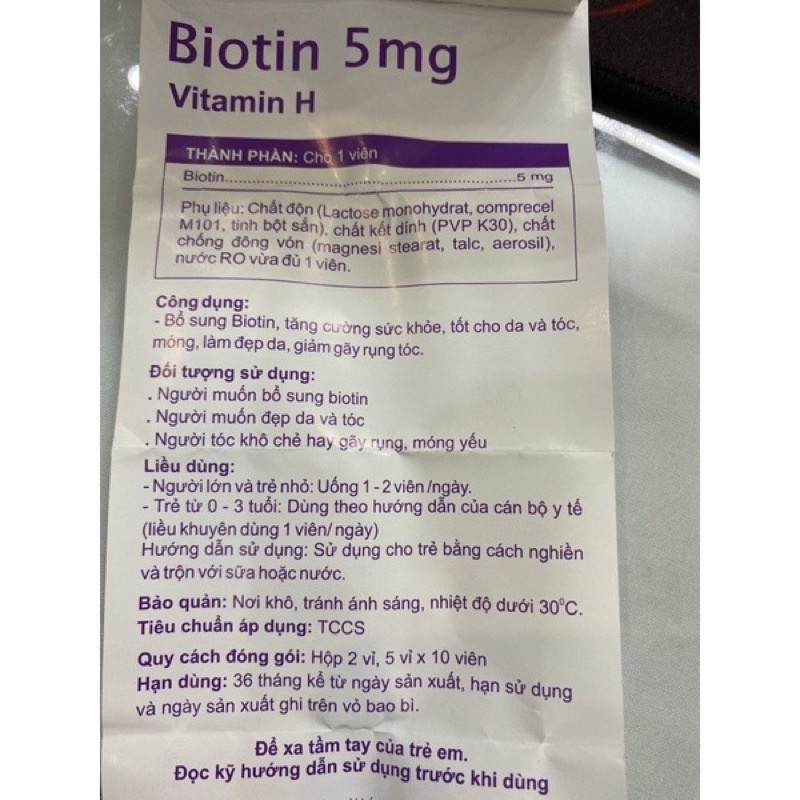 Biotin 5mg
Vitamin H
THÀNH PHẦN: Cho 1 viên
Biotin..........................................................5 mg
Phụ liệu: Chất độn (Lactose monohydrat, comprecel
M101, tinh bột sắn), chất kết dính (PVP K30), chất
chống đông vón (magnesi stearat, talc, aerosil),
nước RO vừa đủ 1 viên.
Công dụng:
- Bổ sung Biotin, tăng cường sức khỏe, tốt cho da và tóc,
móng, làm đẹp da, giảm gãy rụng tóc.
Đối tượng sử dụng:
. Người muốn bổ sung biotin
. Người muốn đẹp da và tóc
. Người tóc khô chẻ hay gãy rụng, móng yếu
Liều dùng:
- Người lớn và trẻ nhỏ: Uống 1 - 2 viên /ngày.
- Trẻ từ 0 - 3 tuổi: Dùng theo hướng dẫn của cán bộ y tế
(liều khuyên dùng 1 viên/ ngày)
Hướng dẫn sử dụng: Sử dụng cho trẻ bằng cách nghiền
và trộn với sữa hoặc nước.
Bảo quản: Nơi khô, tránh ánh sáng, nhiệt độ dưới 30⁰C.
Tiêu chuẩn áp dụng: TCCS
Quy cách đóng gói: Hộp 2 vỉ, 5 vỉ x 10 viên
Hạn dùng: 36 tháng kể từ ngày sản xuất, hạn sử dụng
và ngày sản xuất ghi trên vỏ bao bì.
Để xa tầm tay của trẻ em.
Đọc kỹ hướng dẫn sử dụng trước khi dùng